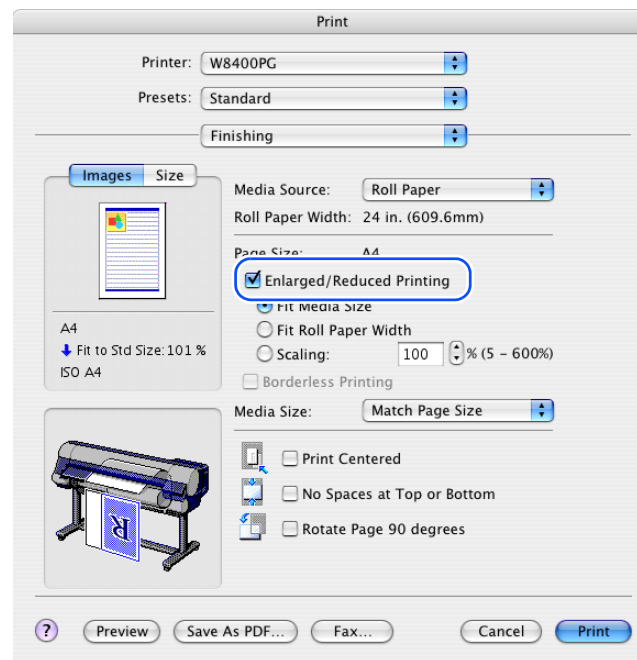 Print
Printer: W8400PG
Presets: Standard
Finishing
Images Size
A4
Fit to Std Size: 101 %
ISO A4
Media Source: Roll Paper
Roll Paper Width: 24 in. (609.6mm)
Page Size: A4
Enlarged/Reduced Printing
Fit Media Size
Fit Roll Paper Width
Scaling: 100 % (5 - 600%)
Borderless Printing
Media Size: Match Page Size
Print Centered
No Spaces at Top or Bottom
Rotate Page 90 degrees
R
? Preview Save As PDF... Fax... Cancel Print